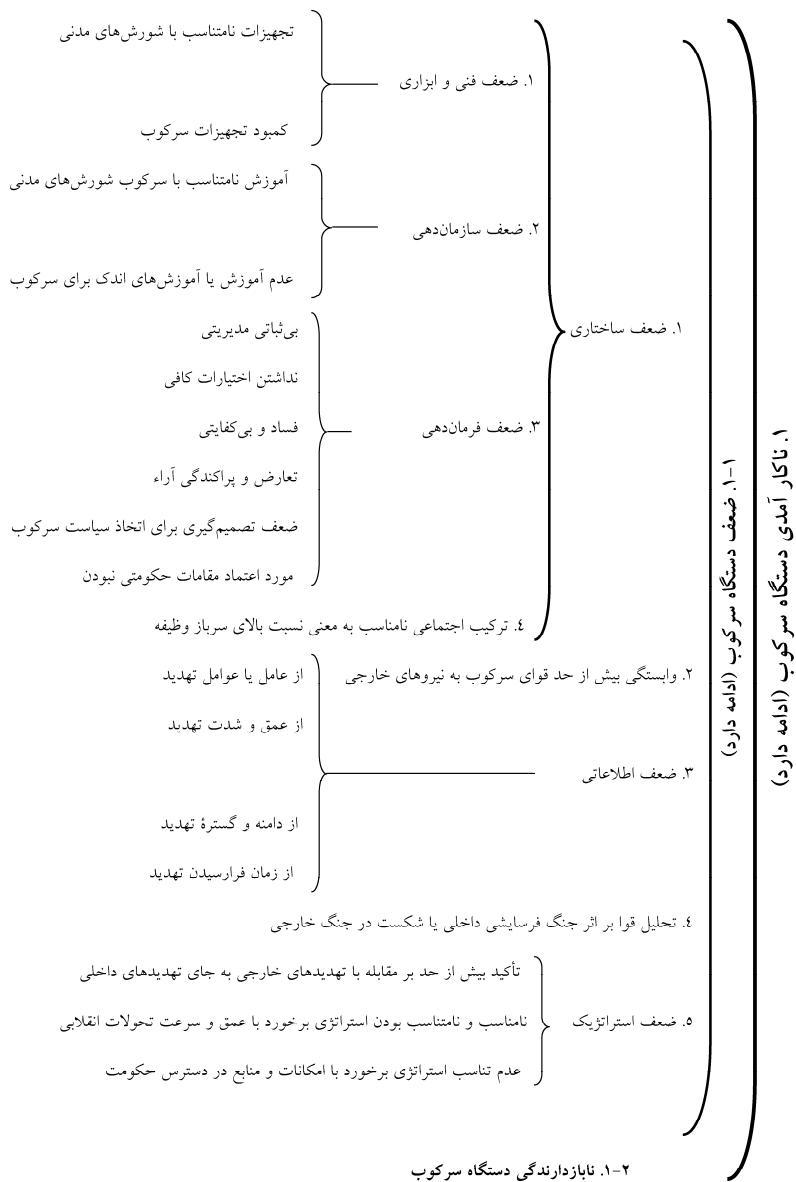 ۱. ناکار آمدی دستگاه سرکوب (ادامه دارد)
۱-۱. ضعف دستگاه سرکوب (ادامه دارد)
۱. ضعف ساختاری
۱. ضعف فنی و ابزاری
تجهیزات نامتناسب با شورش‌های مدنی
کمبود تجهیزات سرکوب
۲. ضعف سازمان‌دهی
آموزش نامتناسب با سرکوب شورش‌های مدنی
عدم آموزش یا آموزش‌های اندک برای سرکوب
۳. ضعف فرمان‌دهی
بی‌ثباتی مدیریتی
نداشتن اختیارات کافی
فساد و بی‌کفایتی
تعارض و پراکندگی آراء
ضعف تصمیم‌گیری برای اتخاذ سیاست سرکوب
مورد اعتماد مقامات حکومتی نبودن
٤. ترکیب اجتماعی نامناسب به معنی نسبت بالای سرباز وظیفه
۲. وابستگی بیش از حد قوای سرکوب به نیروهای خارجی
۳. ضعف اطلاعاتی
از عامل یا عوامل تهدید
از عمق و شدت تهدید
از دامنه و گسترهٔ تهدید
از زمان فرارسیدن تهدید
٤. تحلیل قوا بر اثر جنگ فرسایشی داخلی یا شکست در جنگ خارجی
۵. ضعف استراتژیک
تأکید بیش از حد بر مقابله با تهدیدهای خارجی به جای تهدیدهای داخلی
نامناسب و نامتناسب بودن استراتژی برخورد با عمق و سرعت تحولات انقلابی
عدم تناسب استراتژی برخورد با امکانات و منابع در دسترس حکومت
۱-۲. نابازدارندگی دستگاه سرکوب